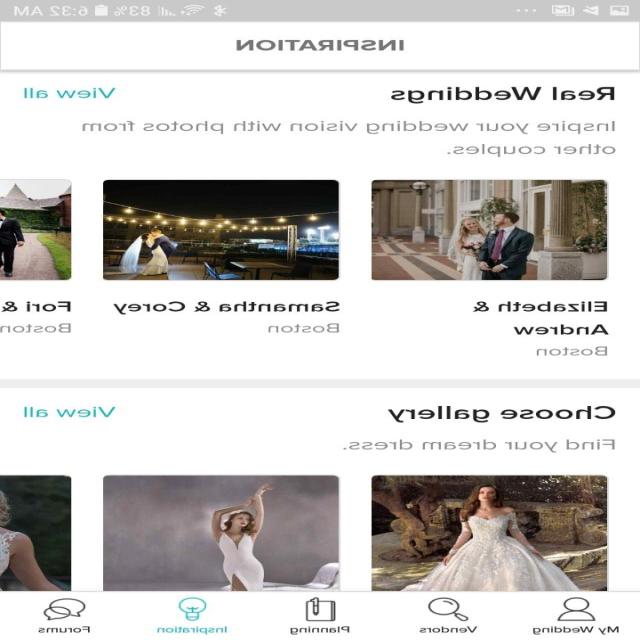 83% 6:32 AM
INSPIRATION
Real Weddings
View all
Inspire your wedding vision with photos from
other couples.
Elizabeth &
Andrew
Boston
Samantha & Corey
Boston
Fori &
Boston
Choose gallery
View all
Find your dream dress.
My Wedding
Vendors
Planning
Inspiration
Forums